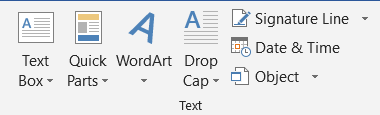 Text Box
Quick Parts
WordArt
Drop Cap
Signature Line
Date & Time
Object
Text